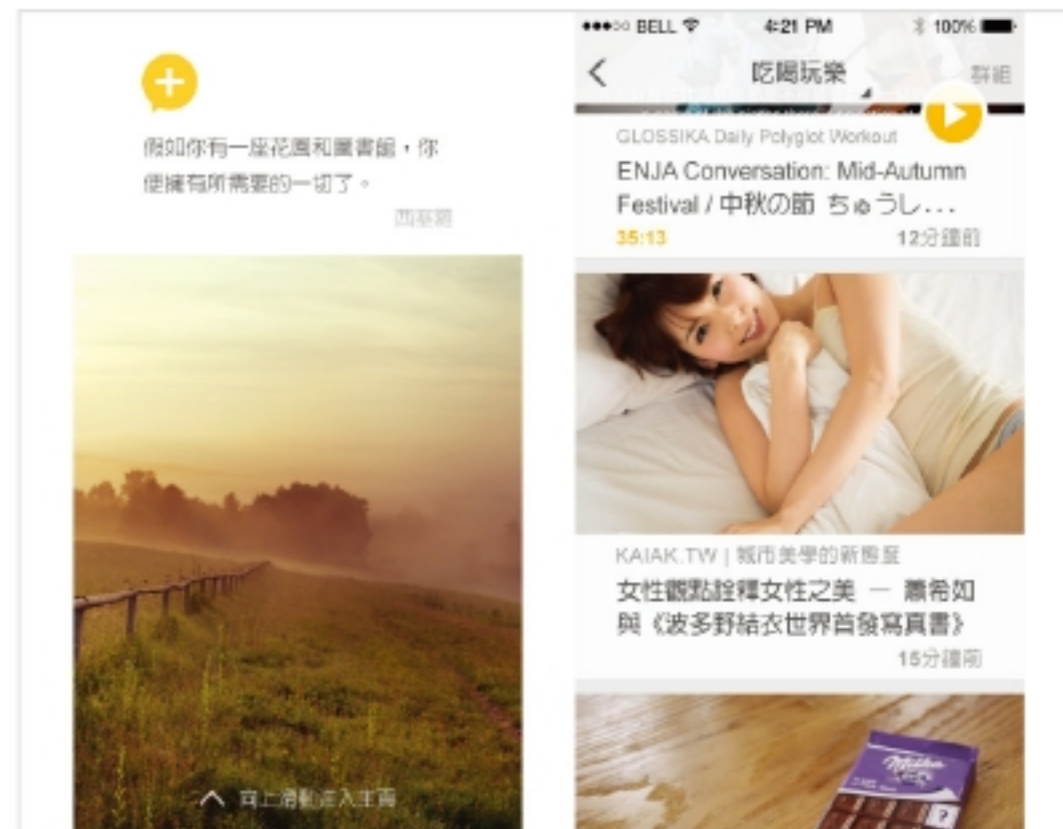 假如你有一座花園和圖書館，你
便擁有所需要的一切了。
西塞羅
向上滑動進入主頁
BELL 4:21 PM 100%
吃喝玩樂 群組
GLOSSIKA Daily Polyglot Workout
ENJA Conversation: Mid-Autumn
Festival / 中秋の節 ちゅうし...
35:13 12分鐘前
KAIAK.TW | 城市美學的新態度
女性觀點詮釋女性之美 — 蕭希如
與《波多野結衣世界首發寫真書》
15分鐘前
Milka
?